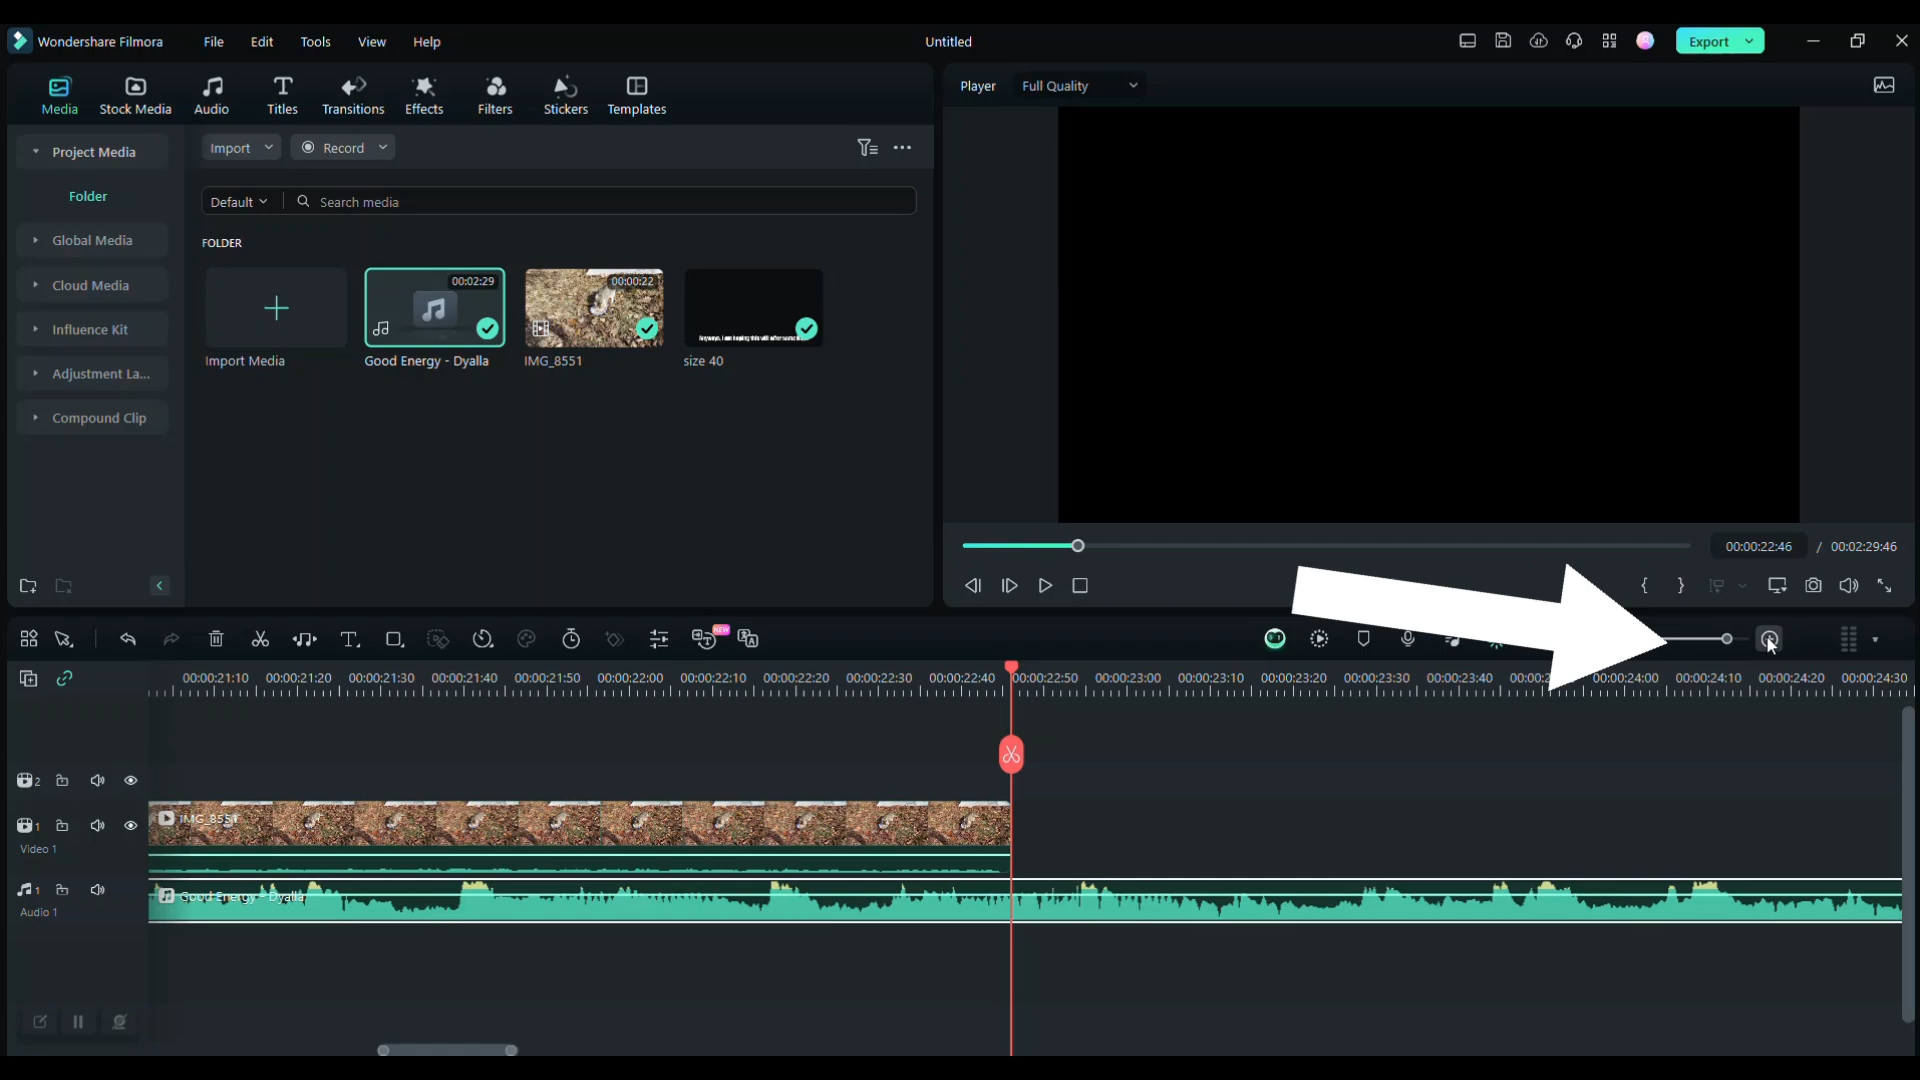 Wondershare Filmora File Edit Tools View Help Untitled Export
Media Stock Media Audio Titles Transitions Effects Filters Stickers Templates
Player Full Quality
Project Media
Folder
Global Media
Cloud Media
Influence Kit
Adjustment La...
Compound Clip
Import Record
Default Search media
FOLDER
00:02:29 00:00:22
Import Media Good Energy - Dyalla IMG_8551 size 40
00:00:22:46 / 00:02:29:46
NEW
00:00:21:10 00:00:21:20 00:00:21:30 00:00:21:40 00:00:21:50 00:00:22:00 00:00:22:10 00:00:22:20 00:00:22:30 00:00:22:40 00:00:22:50 00:00:23:00 00:00:23:10 00:00:23:20 00:00:23:30 00:00:23:40 00:00:24:00 00:00:24:10 00:00:24:20 00:00:24:30
2
1 IMG_8551
Video 1
1 Good Energy - Dyalla
Audio 1